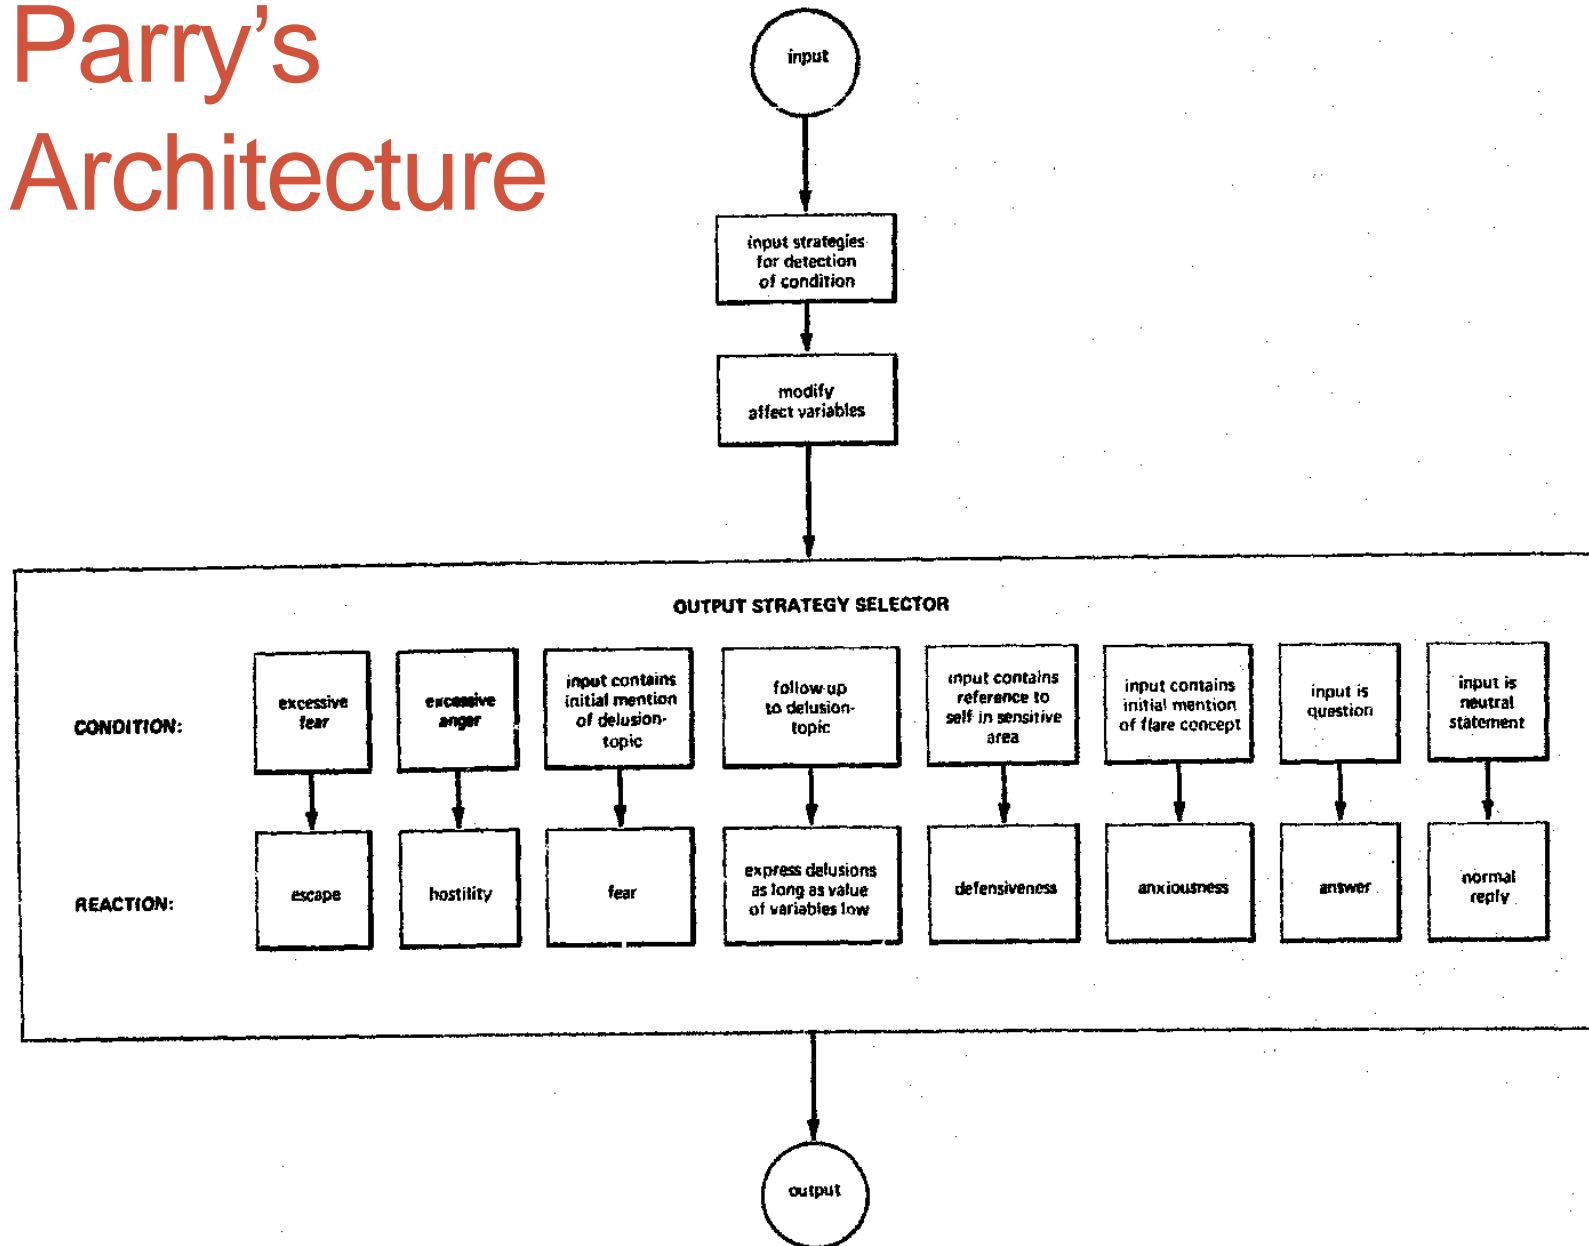 Parry's
Architecture
input
input strategies
for detection
of condition
modify
affect variables
OUTPUT STRATEGY SELECTOR
CONDITION:
excessive
fear
excessive
anger
input contains
initial mention
of delusion-
topic
follow-up
to delusion-
topic
input contains
reference to
self in sensitive
area
input contains
initial mention
of flare concept
input is
question
input is
neutral
statement
REACTION:
escape
hostility
fear
express delusions
as long as value
of variables low
defensiveness
anxiousness
answer
normal
reply
output